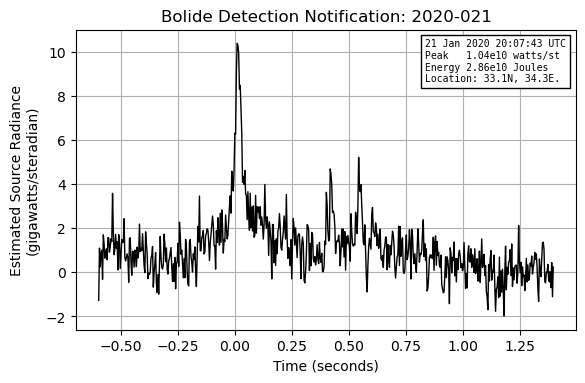 Bolide Detection Notification: 2020-021
21 Jan 2020 20:07:43 UTC
Peak 1.04e10 watts/st
Energy 2.86e10 Joules
Location: 33.1N, 34.3E.
Estimated Source Radiance
(gigawatts/steradian)
10
8
6
4
2
0
−2
−0.50 −0.25 0.00 0.25 0.50 0.75 1.00 1.25
Time (seconds)